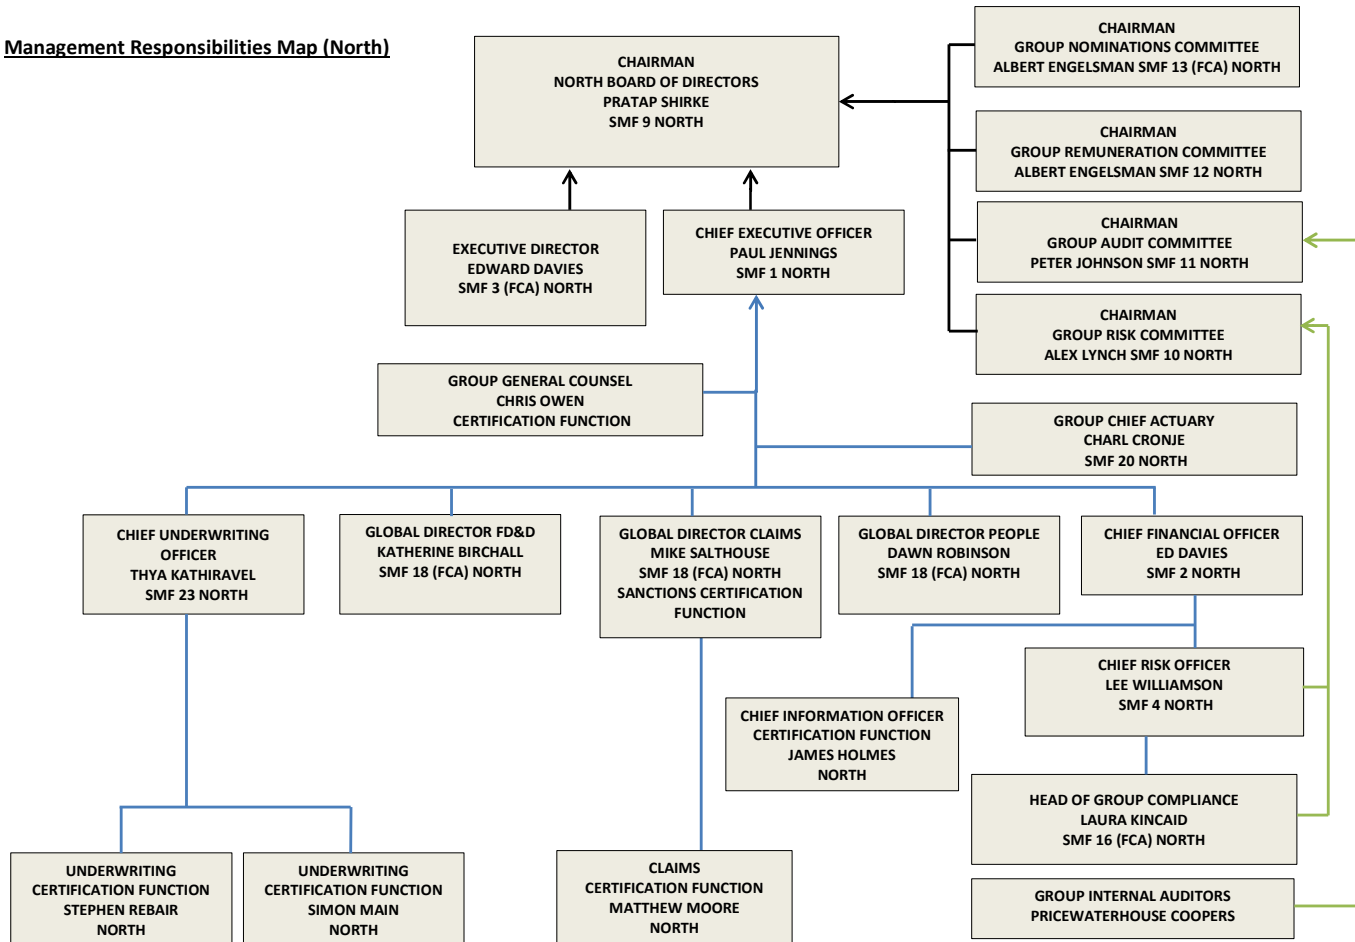 Management Responsibilities Map (North)
CHAIRMAN
NORTH BOARD OF DIRECTORS
PRATAP SHIRKE
SMF 9 NORTH
CHAIRMAN
GROUP NOMINATIONS COMMITTEE
ALBERT ENGELSMAN SMF 13 (FCA) NORTH
CHAIRMAN
GROUP REMUNERATION COMMITTEE
ALBERT ENGELSMAN SMF 12 NORTH
CHAIRMAN
GROUP AUDIT COMMITTEE
PETER JOHNSON SMF 11 NORTH
CHAIRMAN
GROUP RISK COMMITTEE
ALEX LYNCH SMF 10 NORTH
EXECUTIVE DIRECTOR
EDWARD DAVIES
SMF 3 (FCA) NORTH
CHIEF EXECUTIVE OFFICER
PAUL JENNINGS
SMF 1 NORTH
GROUP GENERAL COUNSEL
CHRIS OWEN
CERTIFICATION FUNCTION
GROUP CHIEF ACTUARY
CHARL CRONJE
SMF 20 NORTH
CHIEF UNDERWRITING
OFFICER
THYA KATHIRAVEL
SMF 23 NORTH
GLOBAL DIRECTOR FD&D
KATHERINE BIRCHALL
SMF 18 (FCA) NORTH
GLOBAL DIRECTOR CLAIMS
MIKE SALTHOUSE
SMF 18 (FCA) NORTH
SANCTIONS CERTIFICATION
FUNCTION
GLOBAL DIRECTOR PEOPLE
DAWN ROBINSON
SMF 18 (FCA) NORTH
CHIEF FINANCIAL OFFICER
ED DAVIES
SMF 2 NORTH
CHIEF RISK OFFICER
LEE WILLIAMSON
SMF 4 NORTH
CHIEF INFORMATION OFFICER
CERTIFICATION FUNCTION
JAMES HOLMES
NORTH
HEAD OF GROUP COMPLIANCE
LAURA KINCAID
SMF 16 (FCA) NORTH
UNDERWRITING
CERTIFICATION FUNCTION
STEPHEN REBAIR
NORTH
UNDERWRITING
CERTIFICATION FUNCTION
SIMON MAIN
NORTH
CLAIMS
CERTIFICATION FUNCTION
MATTHEW MOORE
NORTH
GROUP INTERNAL AUDITORS
PRICEWATERHOUSE COOPERS